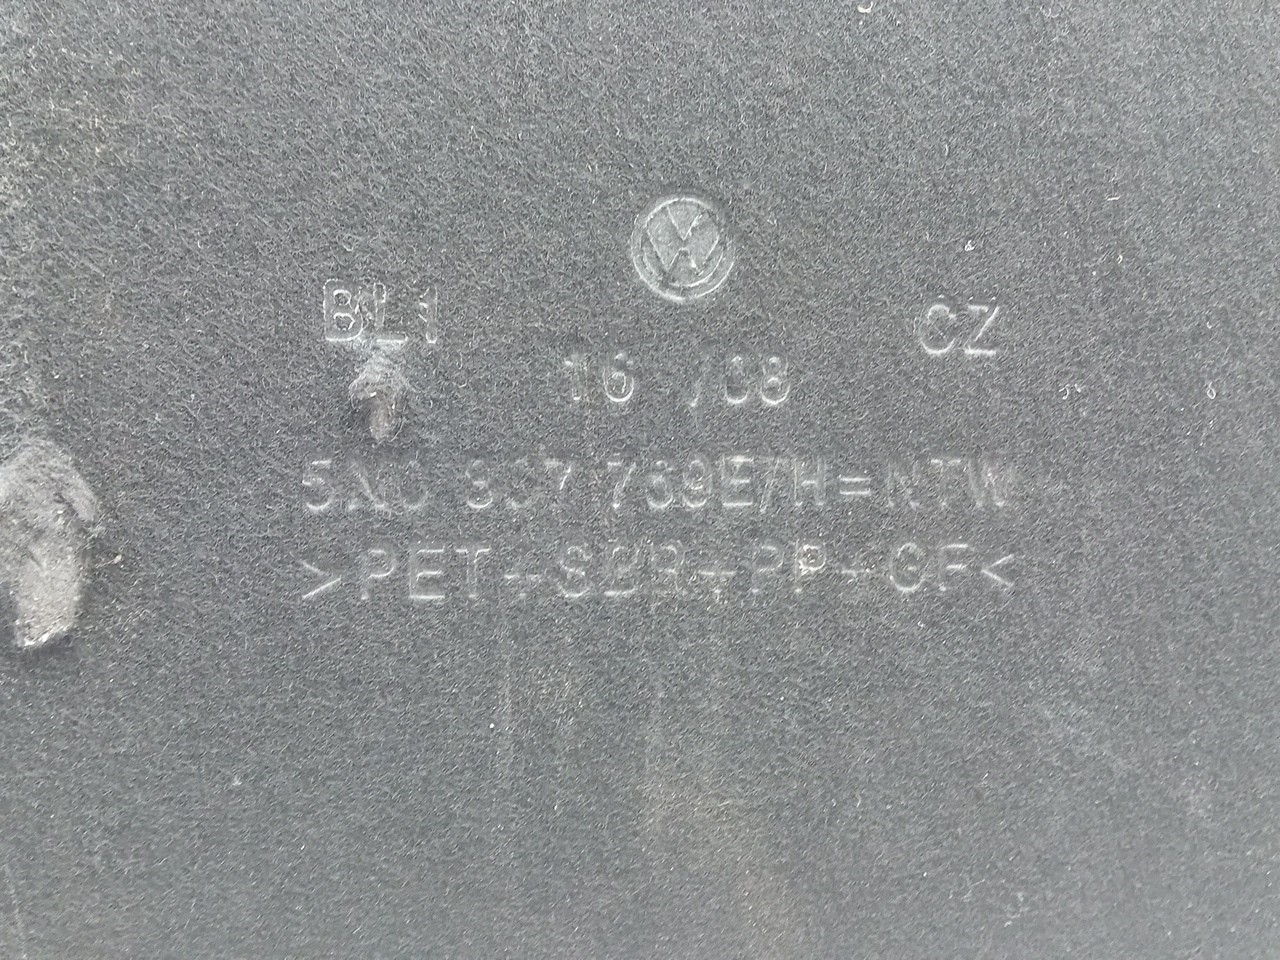 BL1
CZ
16 /08
5N0 867 769E/H=NTW
>PET+SBR+PP+GF<